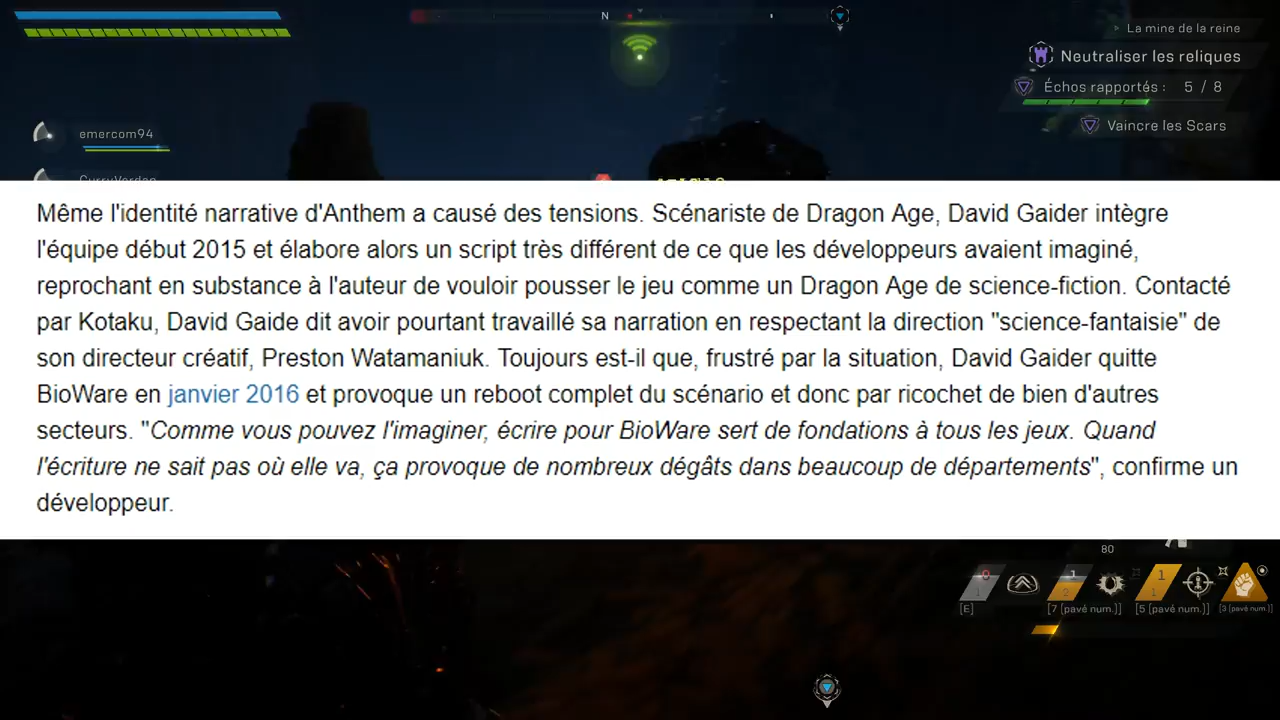 N
La mine de la reine
Neutraliser les reliques
Échos rapportés : 5 / 8
Vaincre les Scars
emercom94
Même l'identité narrative d'Anthem a causé des tensions. Scénariste de Dragon Age, David Gaider intègre
l'équipe début 2015 et élabore alors un script très différent de ce que les développeurs avaient imaginé,
reprochant en substance à l'auteur de vouloir pousser le jeu comme un Dragon Age de science-fiction. Contacté
par Kotaku, David Gaide dit avoir pourtant travaillé sa narration en respectant la direction "science-fantaisie" de
son directeur créatif, Preston Watamaniuk. Toujours est-il que, frustré par la situation, David Gaider quitte
BioWare en janvier 2016 et provoque un reboot complet du scénario et donc par ricochet de bien d'autres
secteurs. "Comme vous pouvez l'imaginer, écrire pour BioWare sert de fondations à tous les jeux. Quand
l'écriture ne sait pas où elle va, ça provoque de nombreux dégâts dans beaucoup de départements", confirme un
développeur.
80
[E] [7 (pavé num.)] [5 (pavé num.)] [3 (pavé num.)]